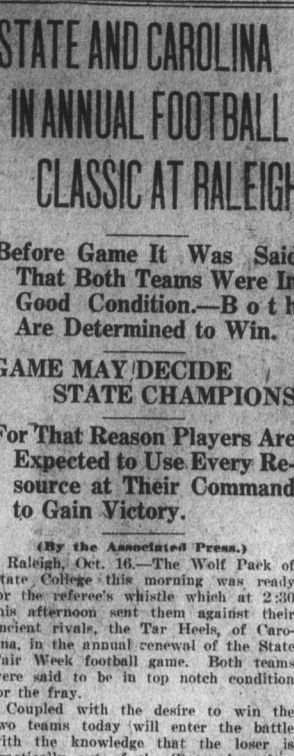 STATE AND CAROLINA
IN ANNUAL FOOTBALL
CLASSIC AT RALEIGH
Before Game It Was Said
That Both Teams Were In
Good Condition.—Both
Are Determined to Win.
GAME MAY DECIDE
STATE CHAMPIONS
For That Reason Players Are
Expected to Use Every Re-
source at Their Command
to Gain Victory.
(By the Associated Press.)
Raleigh, Oct. 16.—The Wolf Pack of
State College this morning was ready
for the referee's whistle which at 2:30
this afternoon sent them against their
ancient rivals, the Tar Heels, of Caro-
lina, in the annual renewal of the State
Fair Week football game. Both teams
were said to be in top notch condition
for the fray.
Coupled with the desire to win the
two teams today will enter the battle
with the knowledge that the loser is